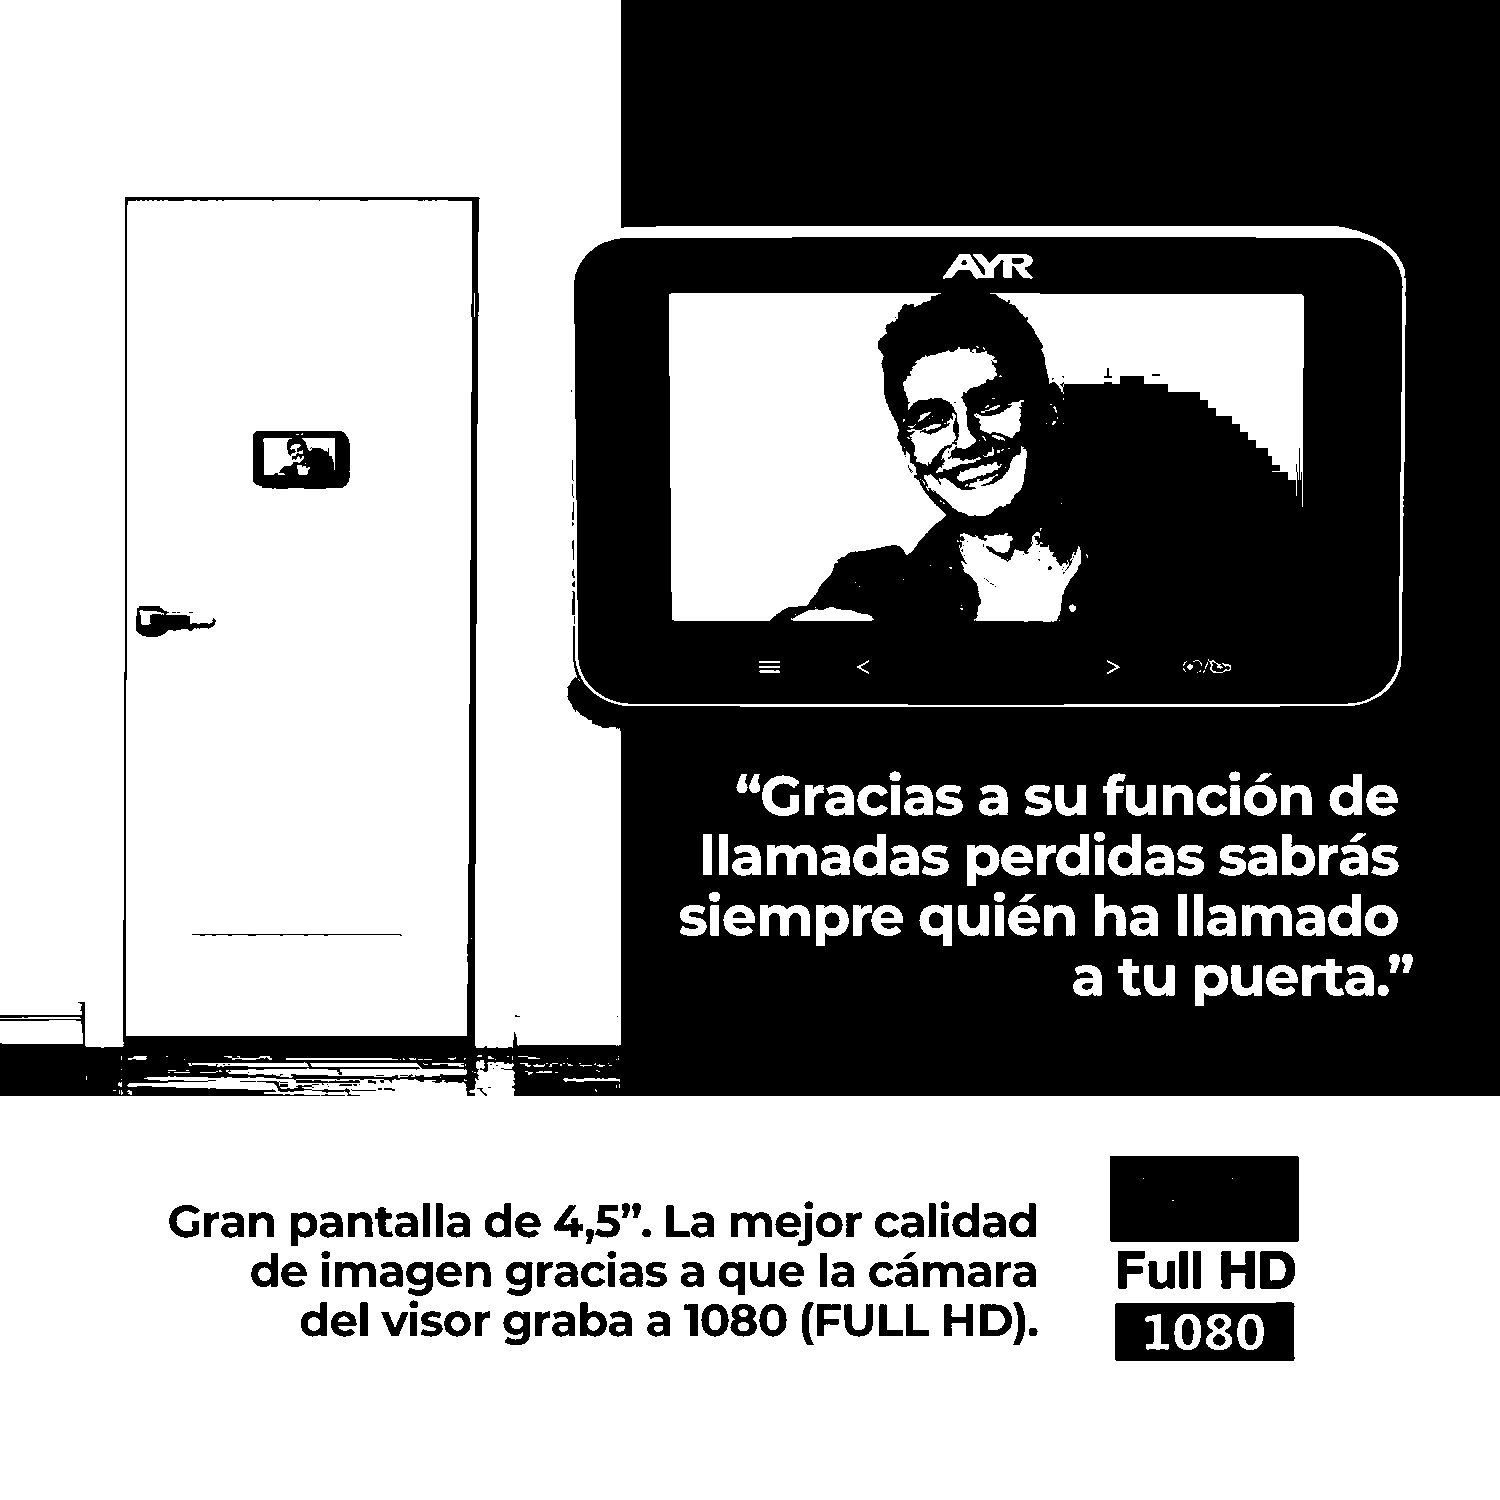 AYR
“Gracias a su función de
llamadas perdidas sabrás
siempre quién ha llamado
a tu puerta.”
Gran pantalla de 4,5”. La mejor calidad
de imagen gracias a que la cámara
del visor graba a 1080 (FULL HD).
Full HD
1080